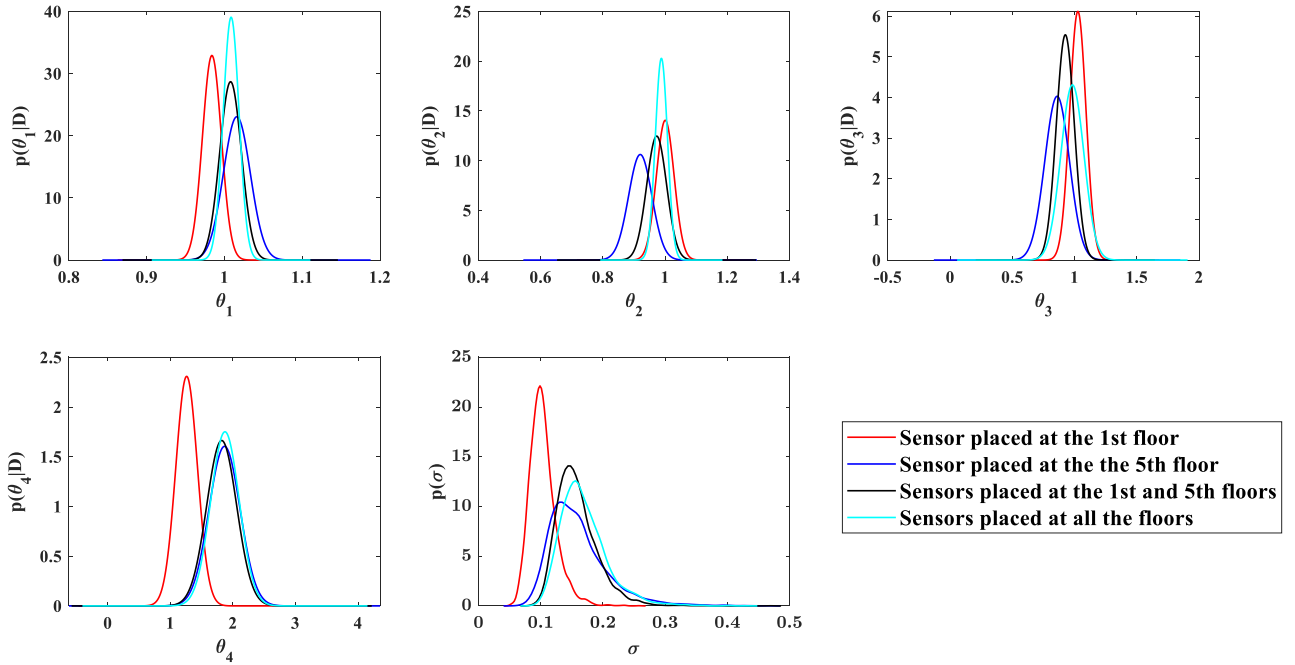 40
30
20
10
0
0.8 0.9 1 1.1 1.2
p(θ1|D)
θ1
25
20
15
10
5
0
0.4 0.6 0.8 1 1.2 1.4
p(θ2|D)
θ2
6
5
4
3
2
1
0
-0.5 0 0.5 1 1.5 2
p(θ3|D)
θ3
2.5
2
1.5
1
0.5
0
0 1 2 3 4
p(θ4|D)
θ4
25
20
15
10
5
0
0 0.1 0.2 0.3 0.4 0.5
p(σ)
σ
Sensor placed at the 1st floor
Sensor placed at the the 5th floor
Sensors placed at the 1st and 5th floors
Sensors placed at all the floors